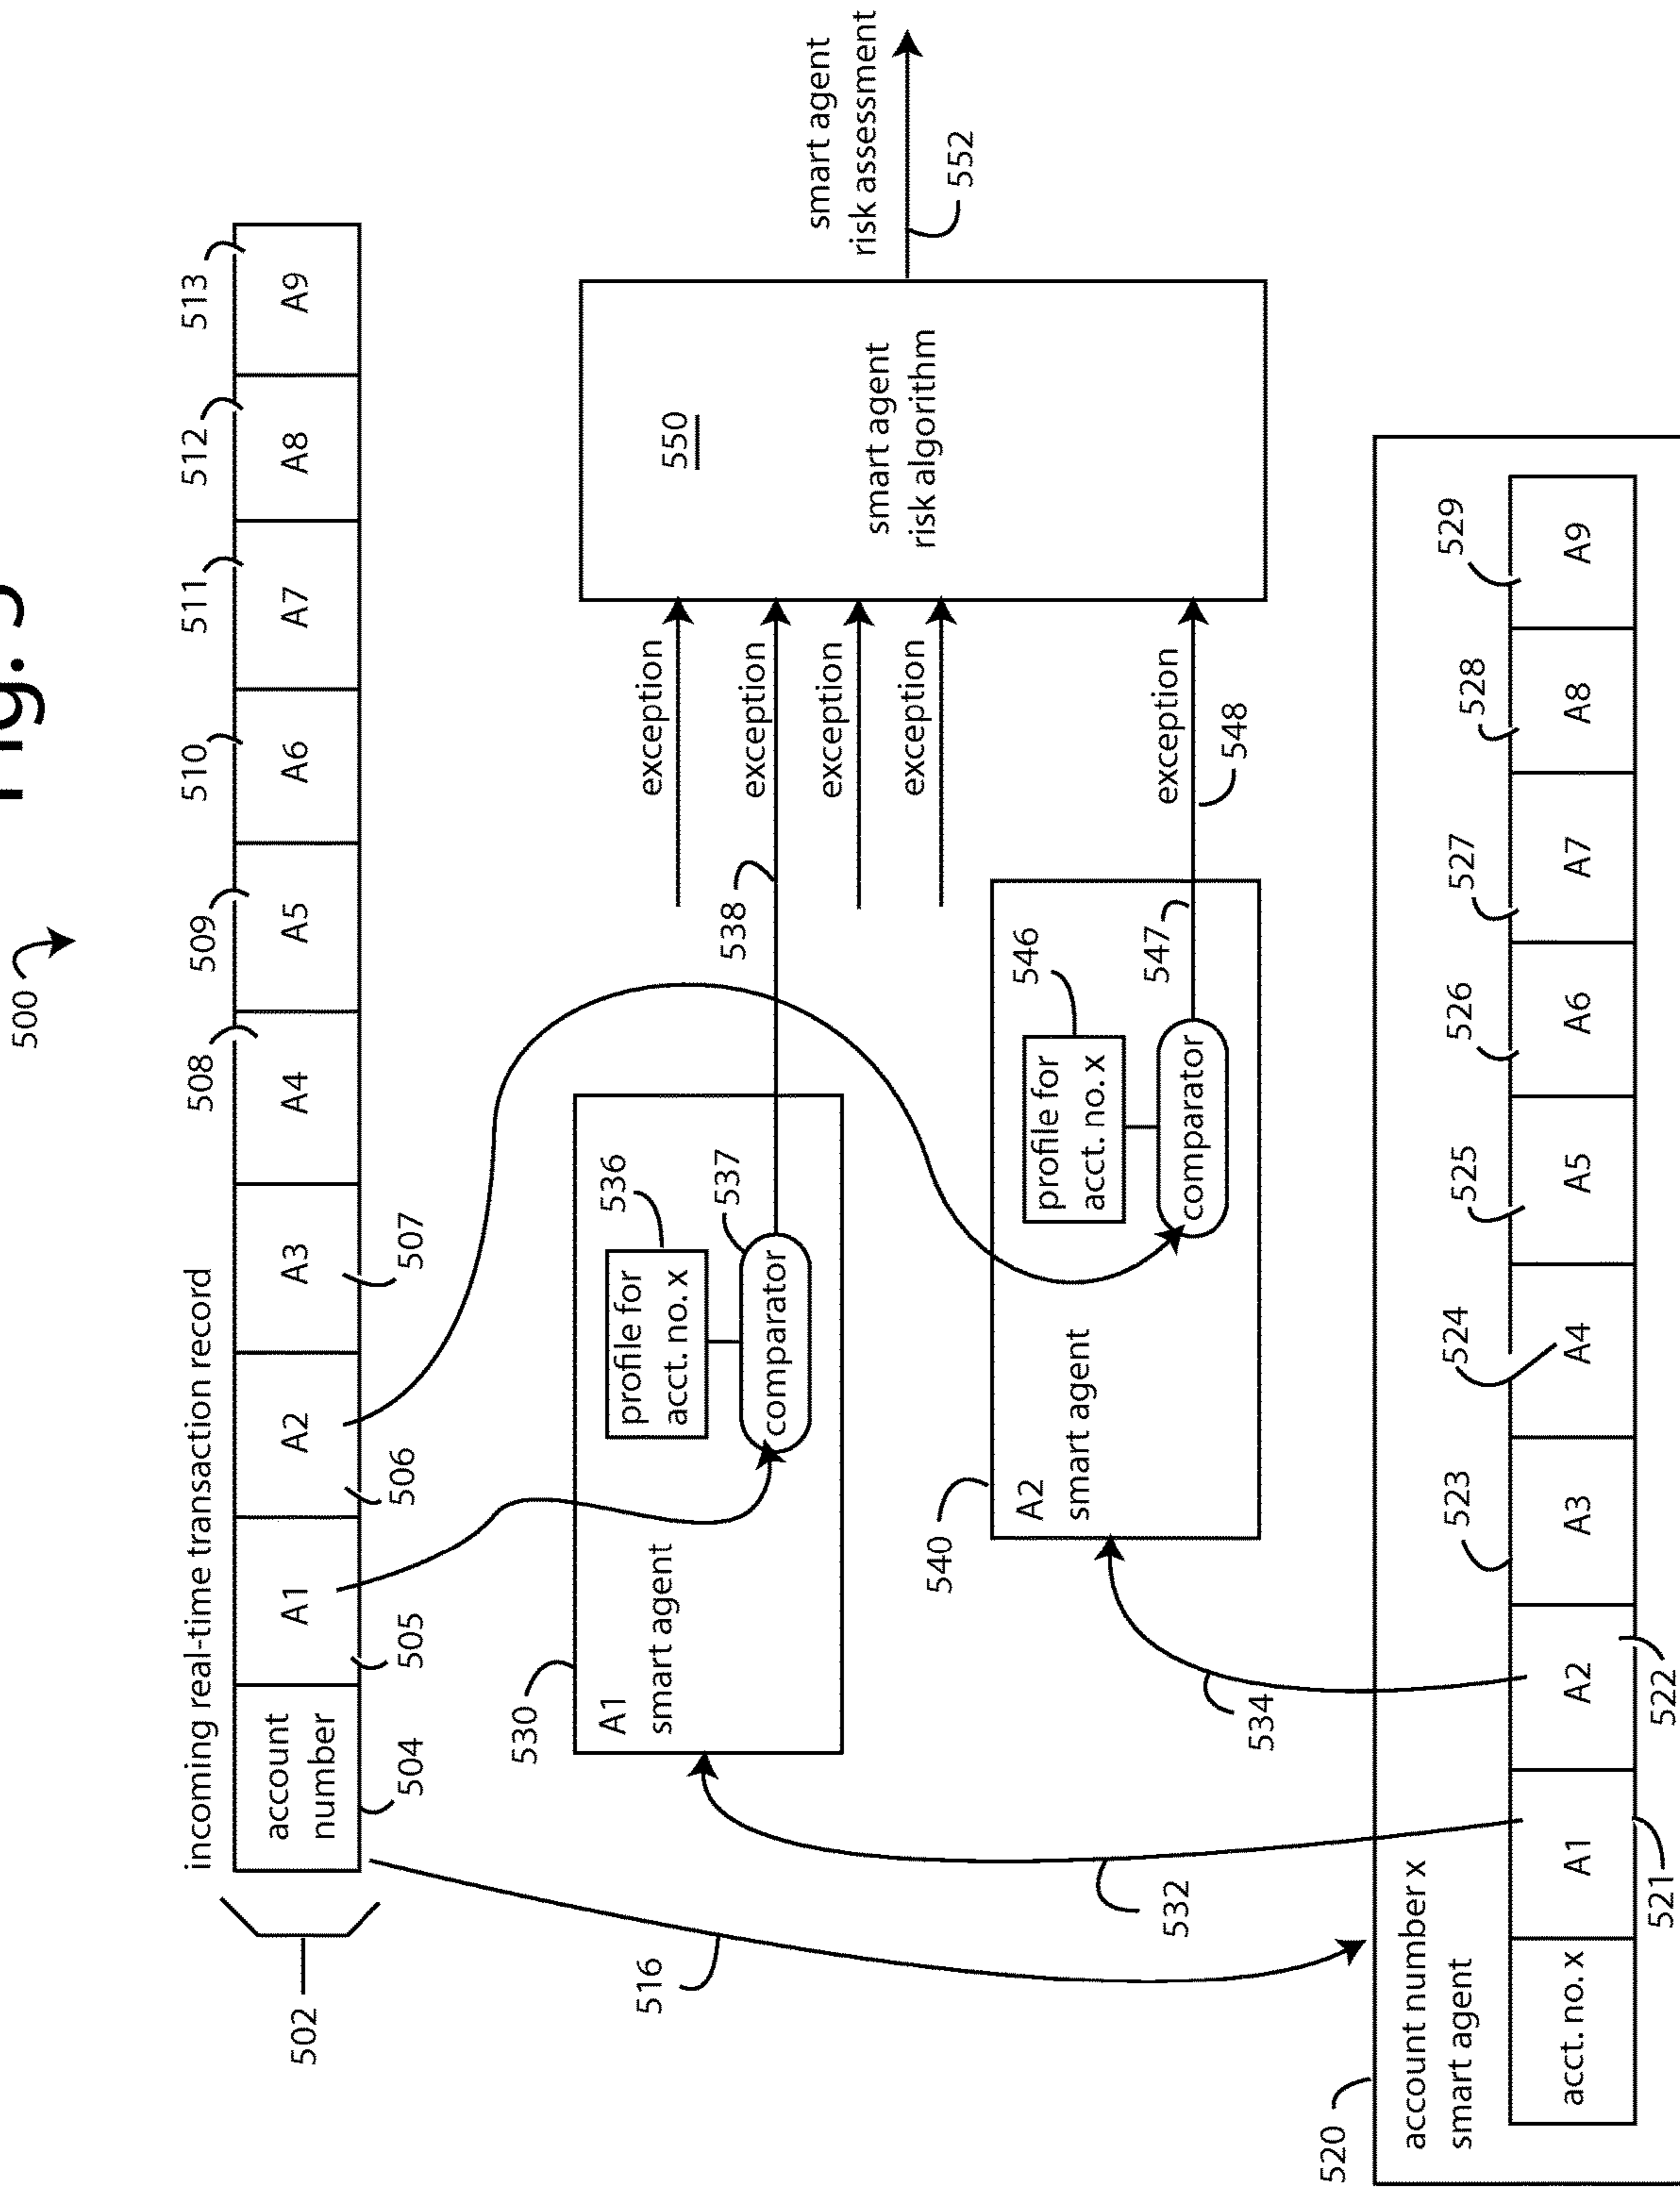 Fig. 5
500
incoming real-time transaction record
502
account
number
A1
A2
A3
A4
A5
A6
A7
A8
A9
504
505
506
507
508
509
510
511
512
513
516
530
A1
smart agent
profile for
acct. no. x
536
comparator
537
538
532
534
540
A2
smart agent
profile for
acct. no. x
546
comparator
547
548
exception
exception
exception
exception
exception
550
smart agent
risk algorithm
smart agent
risk assessment
552
520
account number x
smart agent
acct. no. x
A1
A2
A3
A4
A5
A6
A7
A8
A9
521
522
523
524
525
526
527
528
529